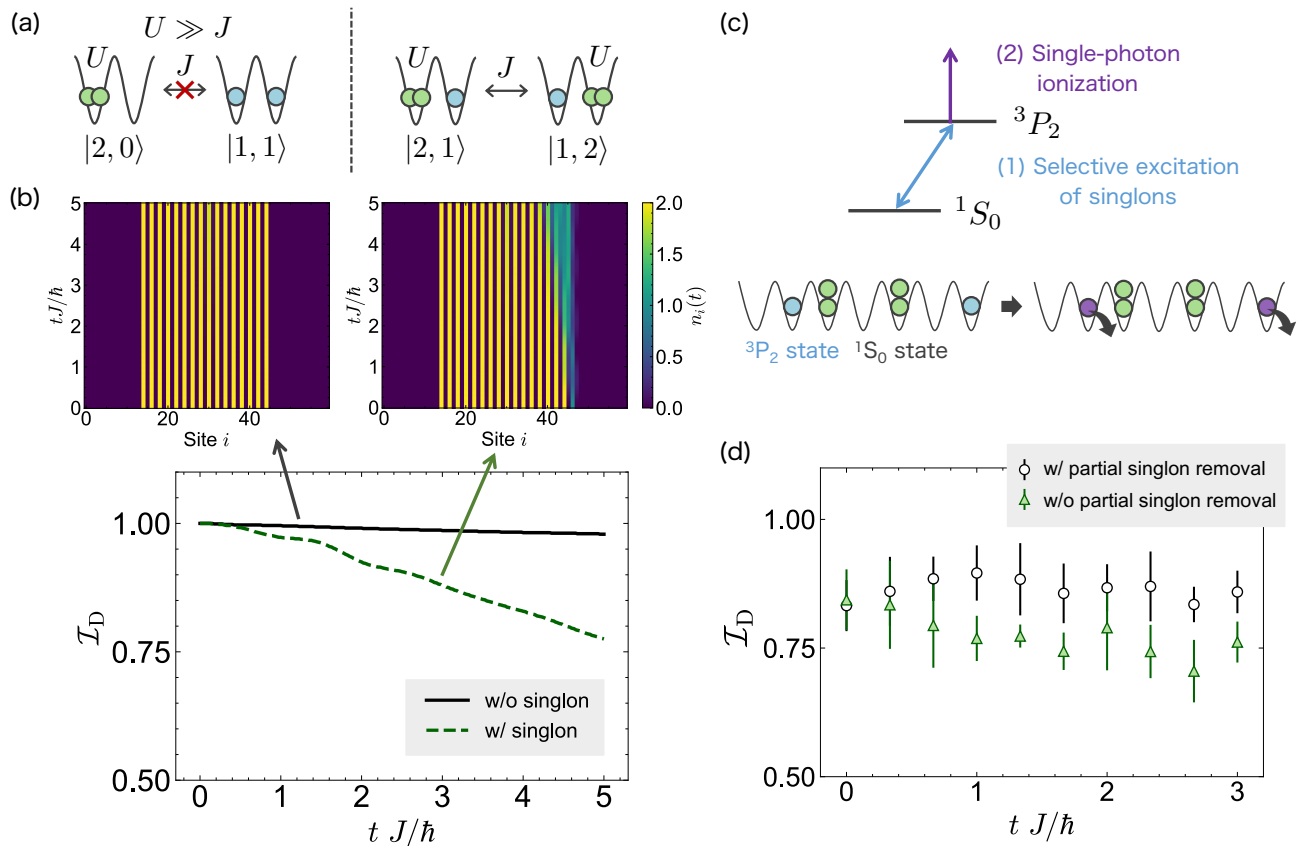 (a)
U ≫ J
U
J
|2, 0⟩
|1, 1⟩
U
J
U
|2, 1⟩
|1, 2⟩
(b)
5
4
3
2
1
0
tJ/ħ
0
20
40
Site i
5
4
3
2
1
0
tJ/ħ
0
20
40
Site i
2.0
1.5
1.0
0.5
0.0
n_i(t)
1.00
0.75
0.50
𝓘_D
w/o singlon
w/ singlon
0
1
2
3
4
5
t J/ħ
(c)
(2) Single-photon
ionization
³P₂
(1) Selective excitation
of singlons
¹S₀
³P₂ state
¹S₀ state
(d)
w/ partial singlon removal
w/o partial singlon removal
1.00
0.75
0.50
𝓘_D
0
1
2
3
t J/ħ